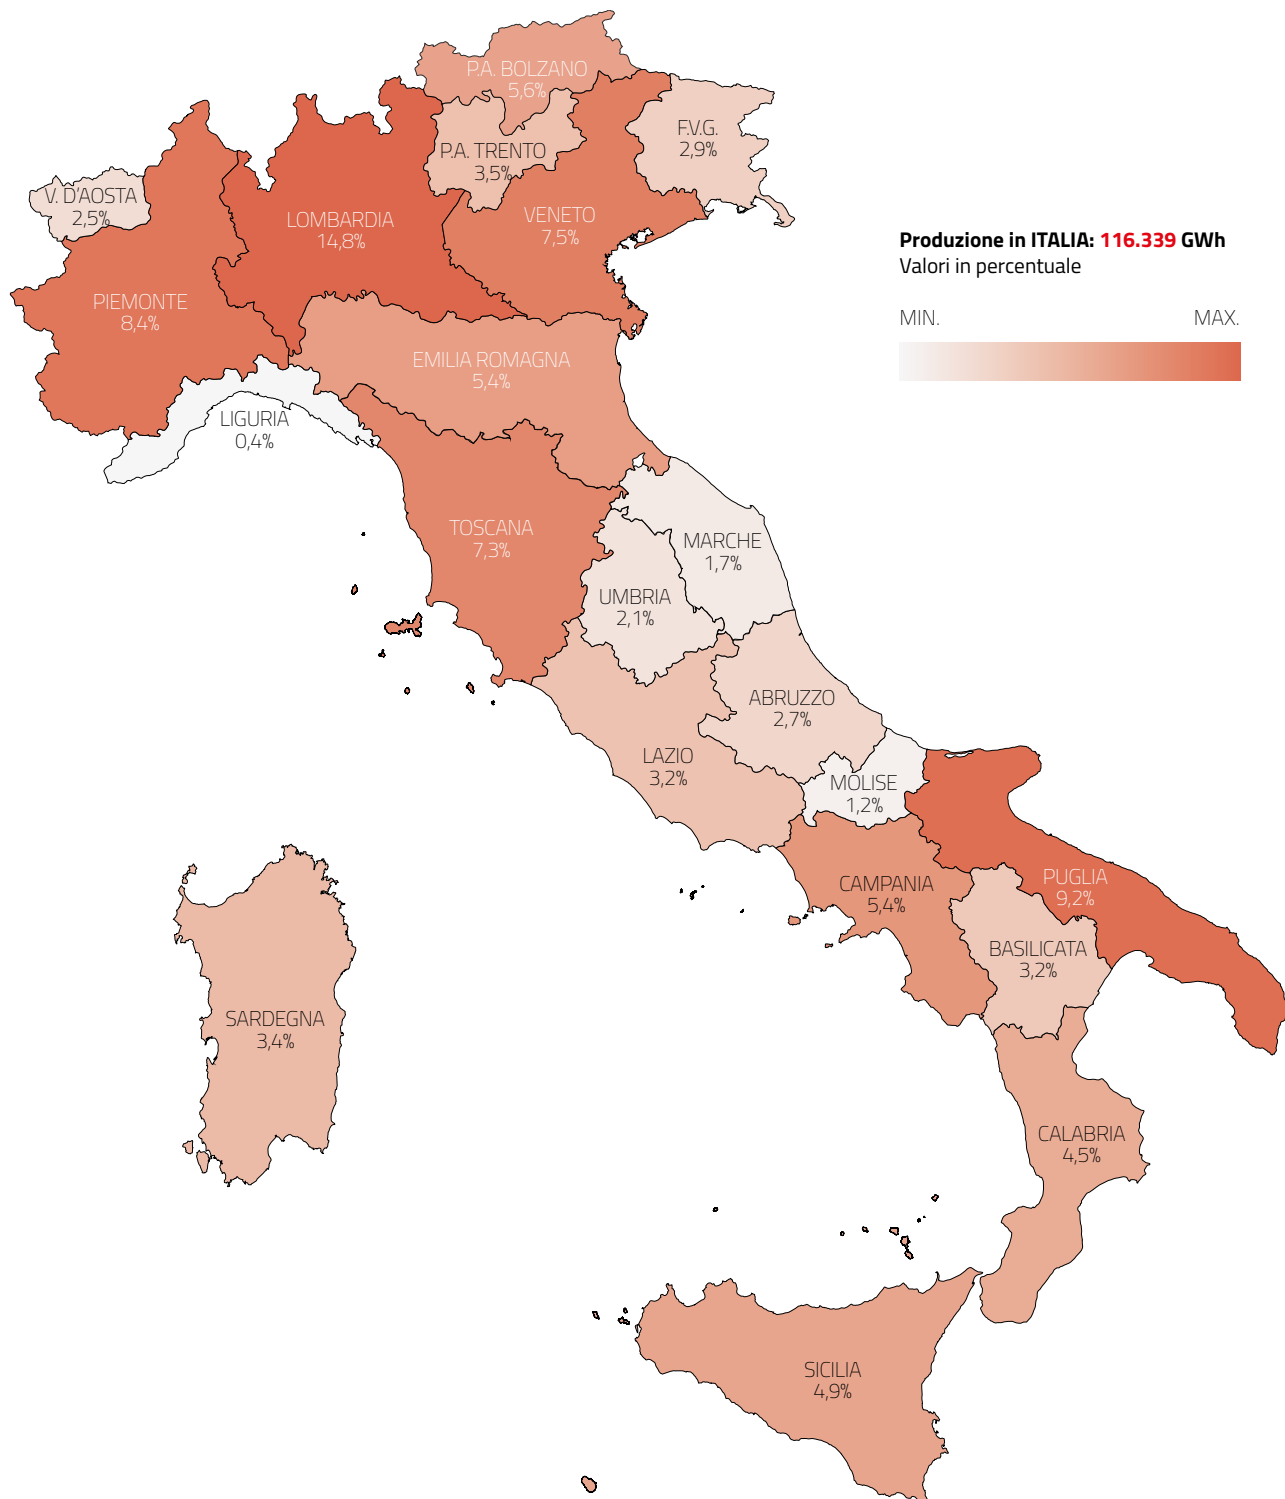 P.A. BOLZANO
5,6%
F.V.G.
2,9%
P.A. TRENTO
3,5%
V. D'AOSTA
2,5%
LOMBARDIA
14,8%
VENETO
7,5%
Produzione in ITALIA: 116.339 GWh
Valori in percentuale
MIN.
MAX.
PIEMONTE
8,4%
EMILIA ROMAGNA
5,4%
LIGURIA
0,4%
TOSCANA
7,3%
MARCHE
1,7%
UMBRIA
2,1%
ABRUZZO
2,7%
LAZIO
3,2%
MOLISE
1,2%
CAMPANIA
5,4%
PUGLIA
9,2%
BASILICATA
3,2%
SARDEGNA
3,4%
CALABRIA
4,5%
SICILIA
4,9%